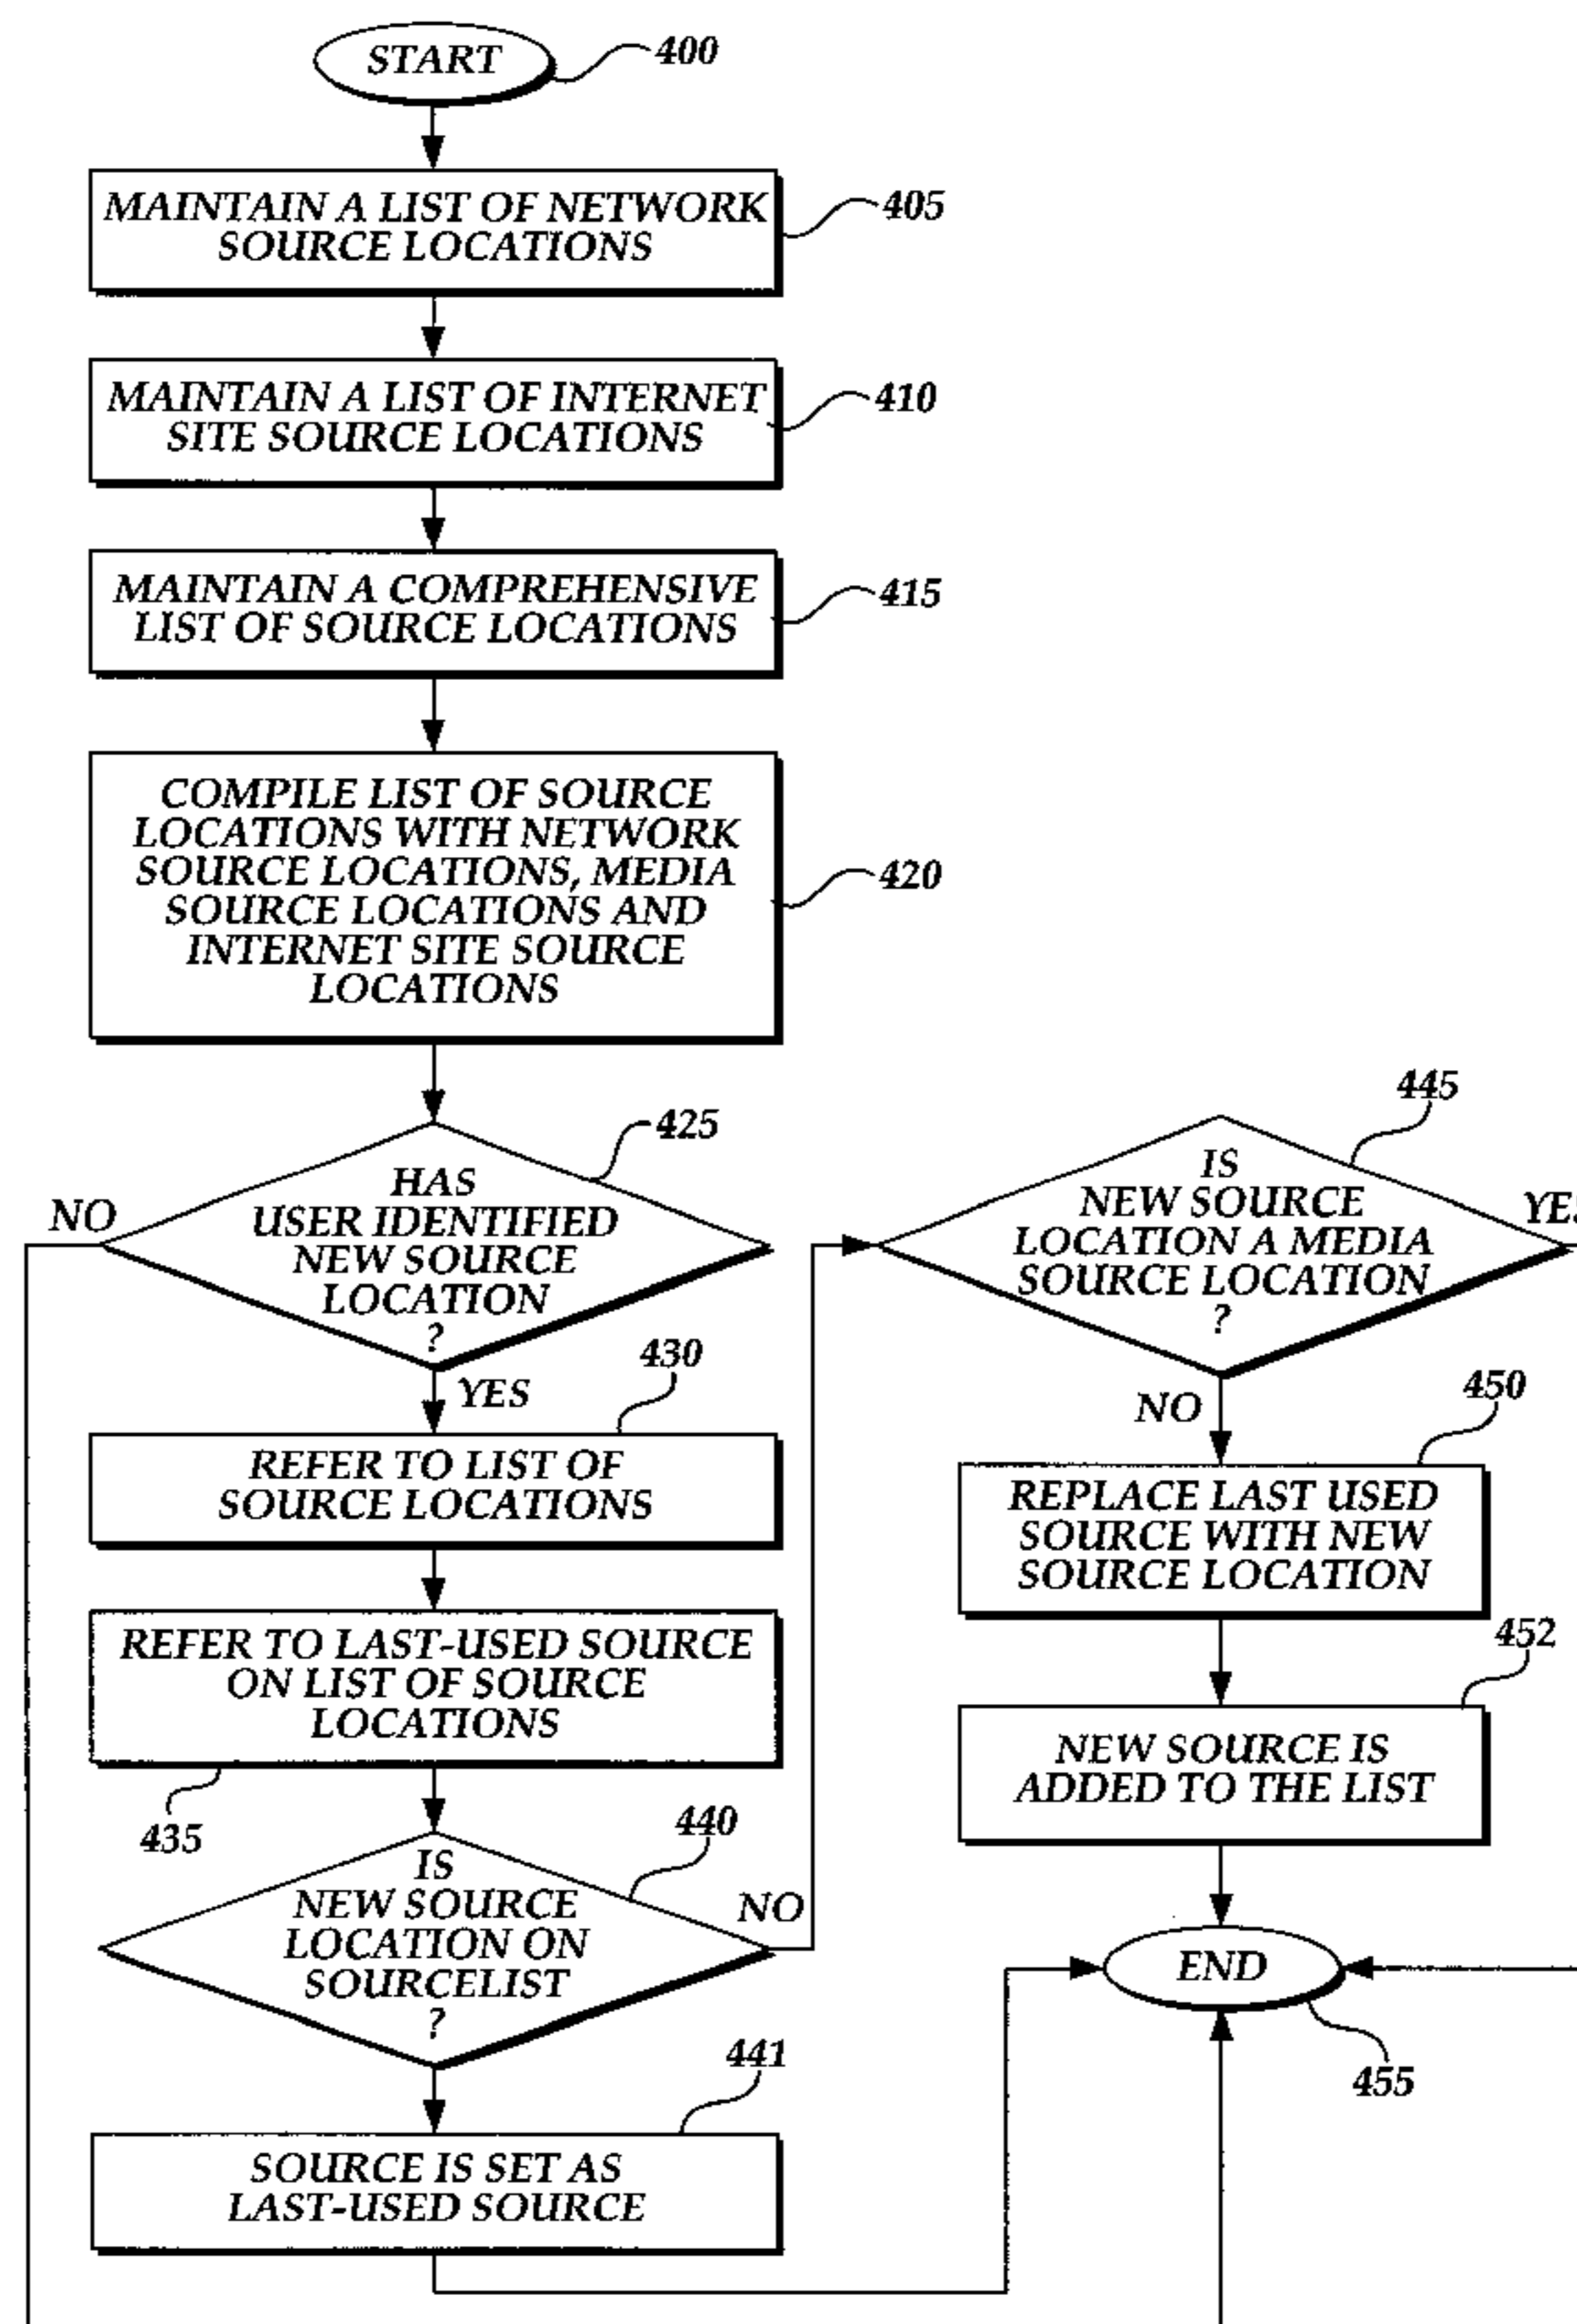 START
400
MAINTAIN A LIST OF NETWORK
SOURCE LOCATIONS
405
MAINTAIN A LIST OF INTERNET
SITE SOURCE LOCATIONS
410
MAINTAIN A COMPREHENSIVE
LIST OF SOURCE LOCATIONS
415
COMPILE LIST OF SOURCE
LOCATIONS WITH NETWORK
SOURCE LOCATIONS, MEDIA
SOURCE LOCATIONS AND
INTERNET SITE SOURCE
LOCATIONS
420
425
HAS
USER IDENTIFIED
NEW SOURCE
LOCATION
?
NO
YES
430
REFER TO LIST OF
SOURCE LOCATIONS
REFER TO LAST-USED SOURCE
ON LIST OF SOURCE
LOCATIONS
435
440
IS
NEW SOURCE
LOCATION ON
SOURCELIST
?
NO
441
SOURCE IS SET AS
LAST-USED SOURCE
445
IS
NEW SOURCE
LOCATION A MEDIA
SOURCE LOCATION
?
YES
NO
450
REPLACE LAST USED
SOURCE WITH NEW
SOURCE LOCATION
452
NEW SOURCE IS
ADDED TO THE LIST
END
455